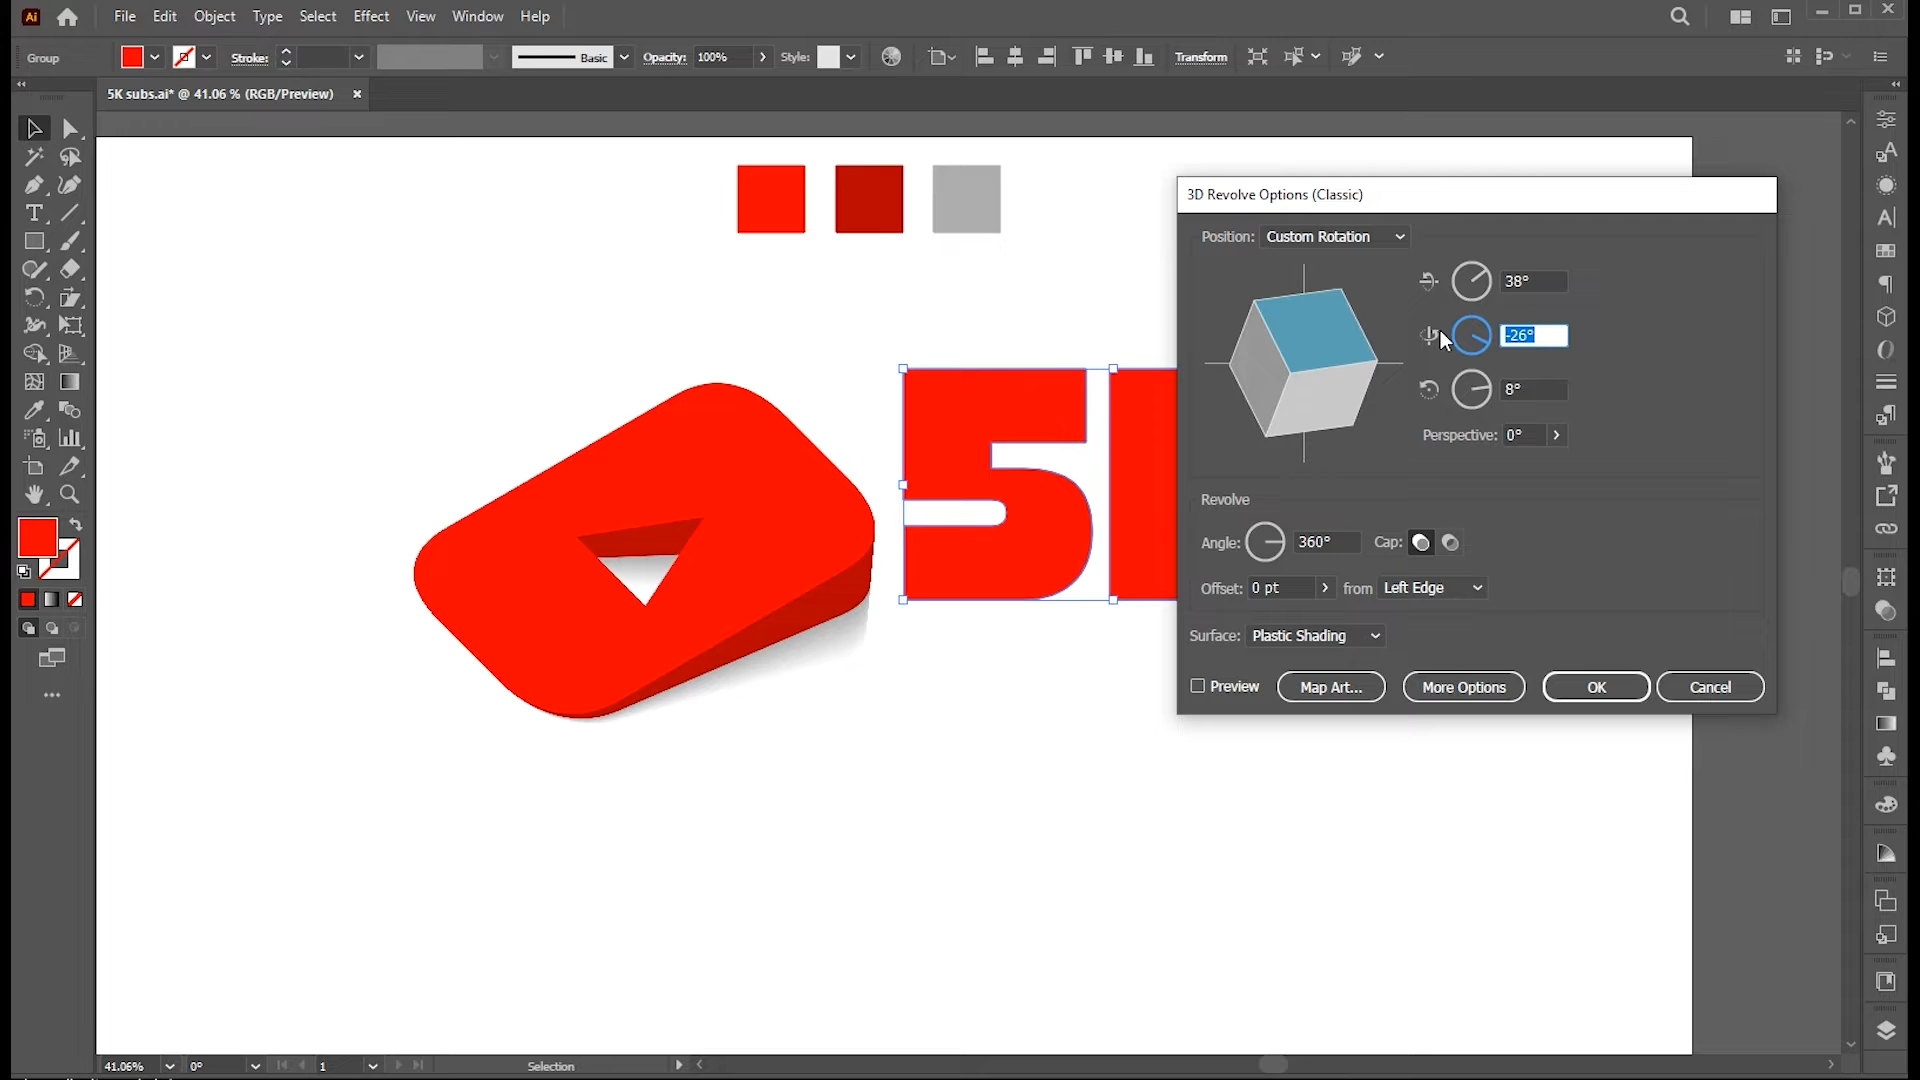 Ai File Edit Object Type Select Effect View Window Help
Group Stroke: Basic Opacity: 100% Style: Transform
5K subs.ai* @ 41.06 % (RGB/Preview)
3D Revolve Options (Classic)
Position: Custom Rotation
38°
-26°
8°
Perspective: 0°
5
Revolve
Angle: 360° Cap:
Offset: 0 pt from Left Edge
Surface: Plastic Shading
Preview Map Art... More Options OK Cancel
41.06% 0° 1 Selection